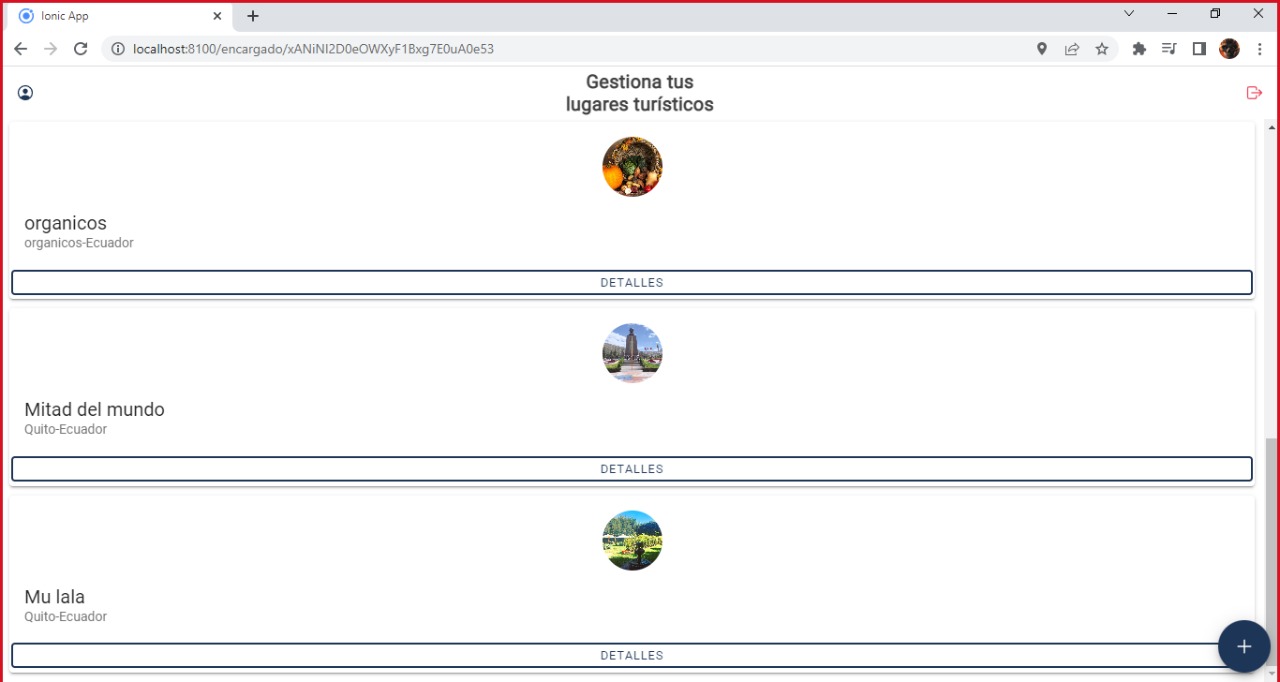 Ionic App
localhost:8100/encargado/xANiNI2D0eOWXyF1Bxg7E0uA0e53
Gestiona tus
lugares turísticos
organicos
organicos-Ecuador
DETALLES
Mitad del mundo
Quito-Ecuador
DETALLES
Mu lala
Quito-Ecuador
DETALLES